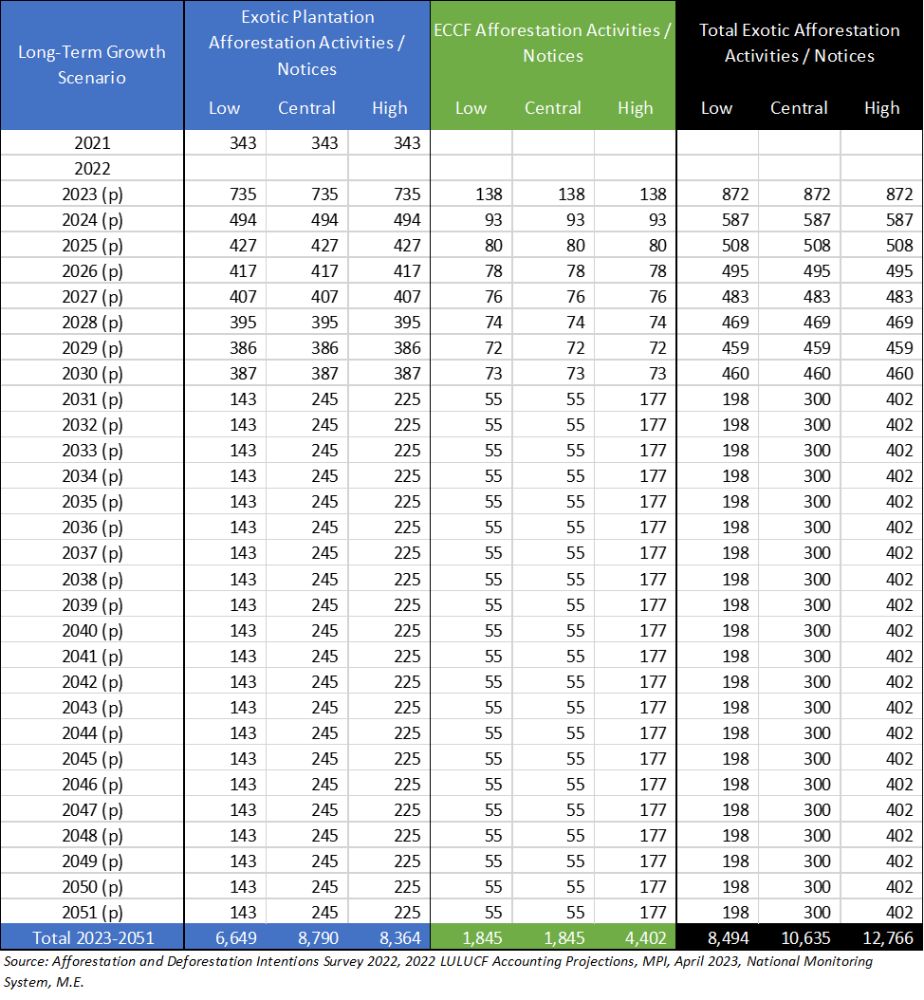 Long-Term Growth Scenario Exotic Plantation Afforestation Activities / Notices ECCF Afforestation Activities / Notices Total Exotic Afforestation Activities / Notices
Low Central High Low Central High Low Central High
2021 343 343 343
2022
2023 (p) 735 735 735 138 138 138 872 872 872
2024 (p) 494 494 494 93 93 93 587 587 587
2025 (p) 427 427 427 80 80 80 508 508 508
2026 (p) 417 417 417 78 78 78 495 495 495
2027 (p) 407 407 407 76 76 76 483 483 483
2028 (p) 395 395 395 74 74 74 469 469 469
2029 (p) 386 386 386 72 72 72 459 459 459
2030 (p) 387 387 387 73 73 73 460 460 460
2031 (p) 143 245 225 55 55 177 198 300 402
2032 (p) 143 245 225 55 55 177 198 300 402
2033 (p) 143 245 225 55 55 177 198 300 402
2034 (p) 143 245 225 55 55 177 198 300 402
2035 (p) 143 245 225 55 55 177 198 300 402
2036 (p) 143 245 225 55 55 177 198 300 402
2037 (p) 143 245 225 55 55 177 198 300 402
2038 (p) 143 245 225 55 55 177 198 300 402
2039 (p) 143 245 225 55 55 177 198 300 402
2040 (p) 143 245 225 55 55 177 198 300 402
2041 (p) 143 245 225 55 55 177 198 300 402
2042 (p) 143 245 225 55 55 177 198 300 402
2043 (p) 143 245 225 55 55 177 198 300 402
2044 (p) 143 245 225 55 55 177 198 300 402
2045 (p) 143 245 225 55 55 177 198 300 402
2046 (p) 143 245 225 55 55 177 198 300 402
2047 (p) 143 245 225 55 55 177 198 300 402
2048 (p) 143 245 225 55 55 177 198 300 402
2049 (p) 143 245 225 55 55 177 198 300 402
2050 (p) 143 245 225 55 55 177 198 300 402
2051 (p) 143 245 225 55 55 177 198 300 402
Total 2023-2051 6,649 8,790 8,364 1,845 1,845 4,402 8,494 10,635 12,766
Source: Afforestation and Deforestation Intentions Survey 2022, 2022 LULUCF Accounting Projections, MPI, April 2023, National Monitoring
System, M.E.